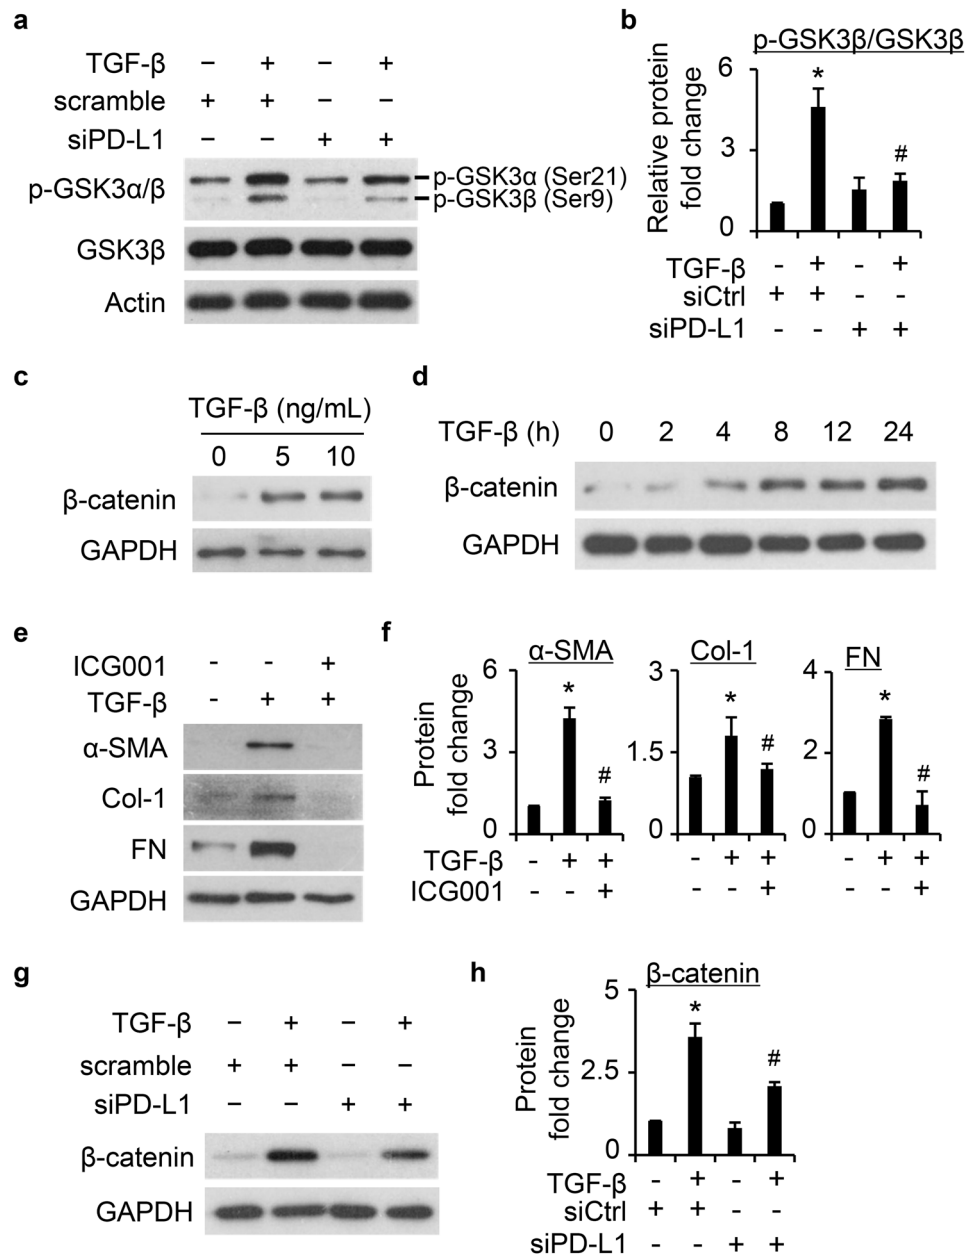 a
TGF-β – + – +
scramble + + – –
siPD-L1 – – + +
p-GSK3α/β
p-GSK3α (Ser21)
p-GSK3β (Ser9)
GSK3β
Actin
b
p-GSK3β/GSK3β
Relative protein
fold change
6
3
0
*
#
TGF-β - + - +
siCtrl + + - -
siPD-L1 - - + +
c
TGF-β (ng/mL)
0 5 10
β-catenin
GAPDH
d
TGF-β (h) 0 2 4 8 12 24
β-catenin
GAPDH
e
ICG001 - - +
TGF-β - + +
α-SMA
Col-1
FN
GAPDH
f
Protein
fold change
α-SMA
6
3
0
*
#
Col-1
3
1.5
0
*
#
FN
4
2
0
*
#
TGF-β - + + - + + - + +
ICG001 - - + - - + - - +
g
TGF-β – + – +
scramble + + – –
siPD-L1 – – + +
β-catenin
GAPDH
h
β-catenin
Protein
fold change
5
2.5
0
*
#
TGF-β - + - +
siCtrl + + - -
siPD-L1 - - + +